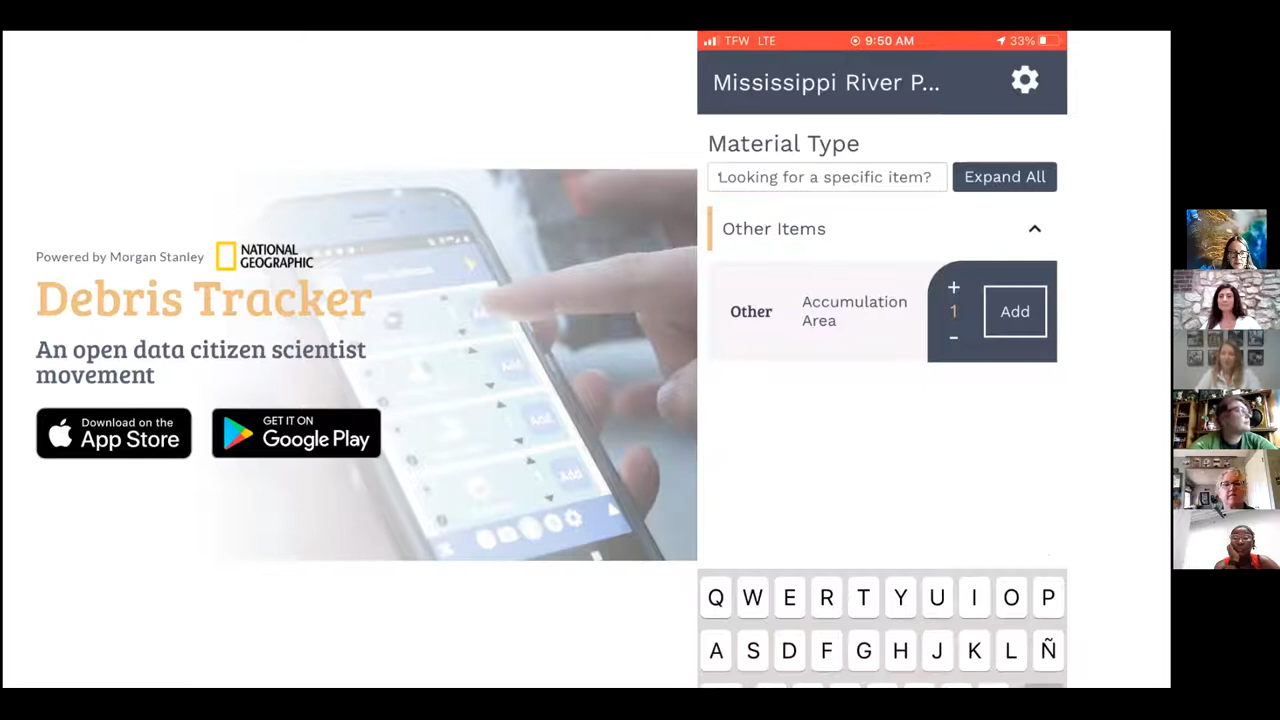 Powered by Morgan Stanley
NATIONAL
GEOGRAPHIC
Debris Tracker
An open data citizen scientist
movement
Download on the
App Store
GET IT ON
Google Play
TFW LTE
9:50 AM
33%
Mississippi River P...
Material Type
Looking for a specific item?
Expand All
Other Items
Other
Accumulation
Area
+
1
-
Add
Q W E R T Y U I O P
A S D F G H J K L Ñ